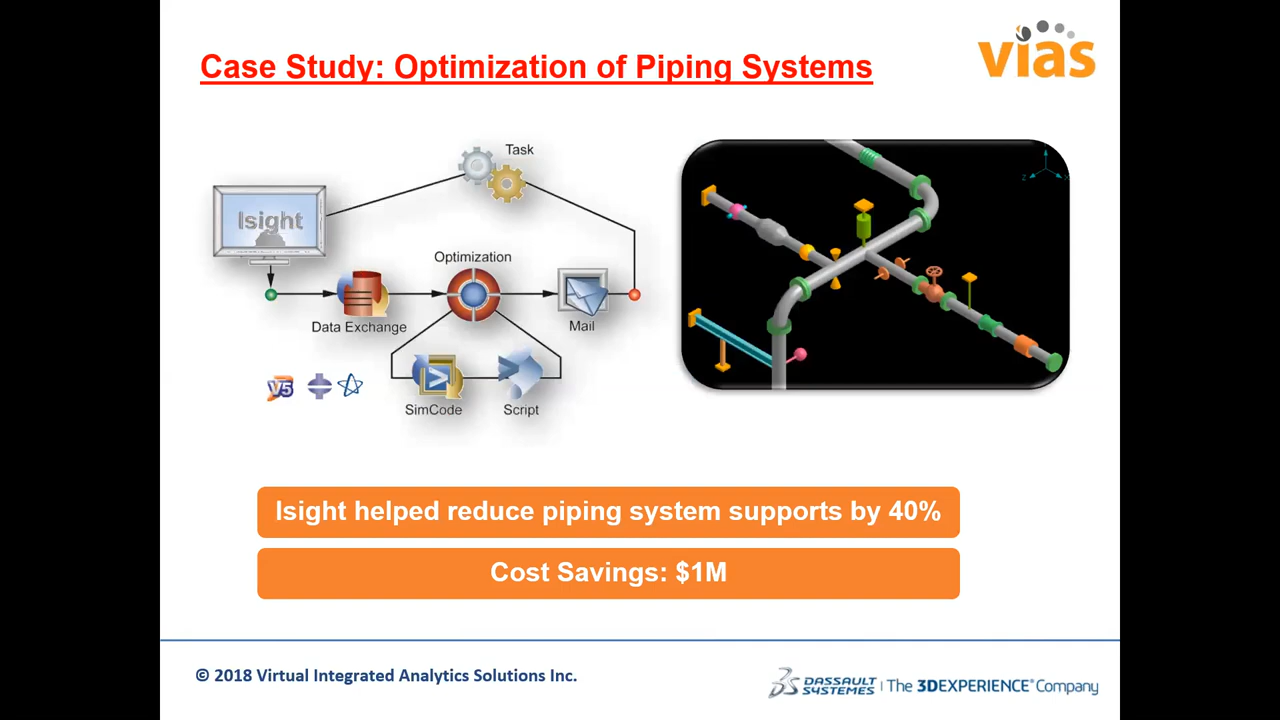 Case Study: Optimization of Piping Systems
vias
Task
Isight
Optimization
Data Exchange
Mail
V5
SimCode
Script
Z
X
Isight helped reduce piping system supports by 40%
Cost Savings: $1M
© 2018 Virtual Integrated Analytics Solutions Inc.
DASSAULT SYSTEMES | The 3DEXPERIENCE® Company